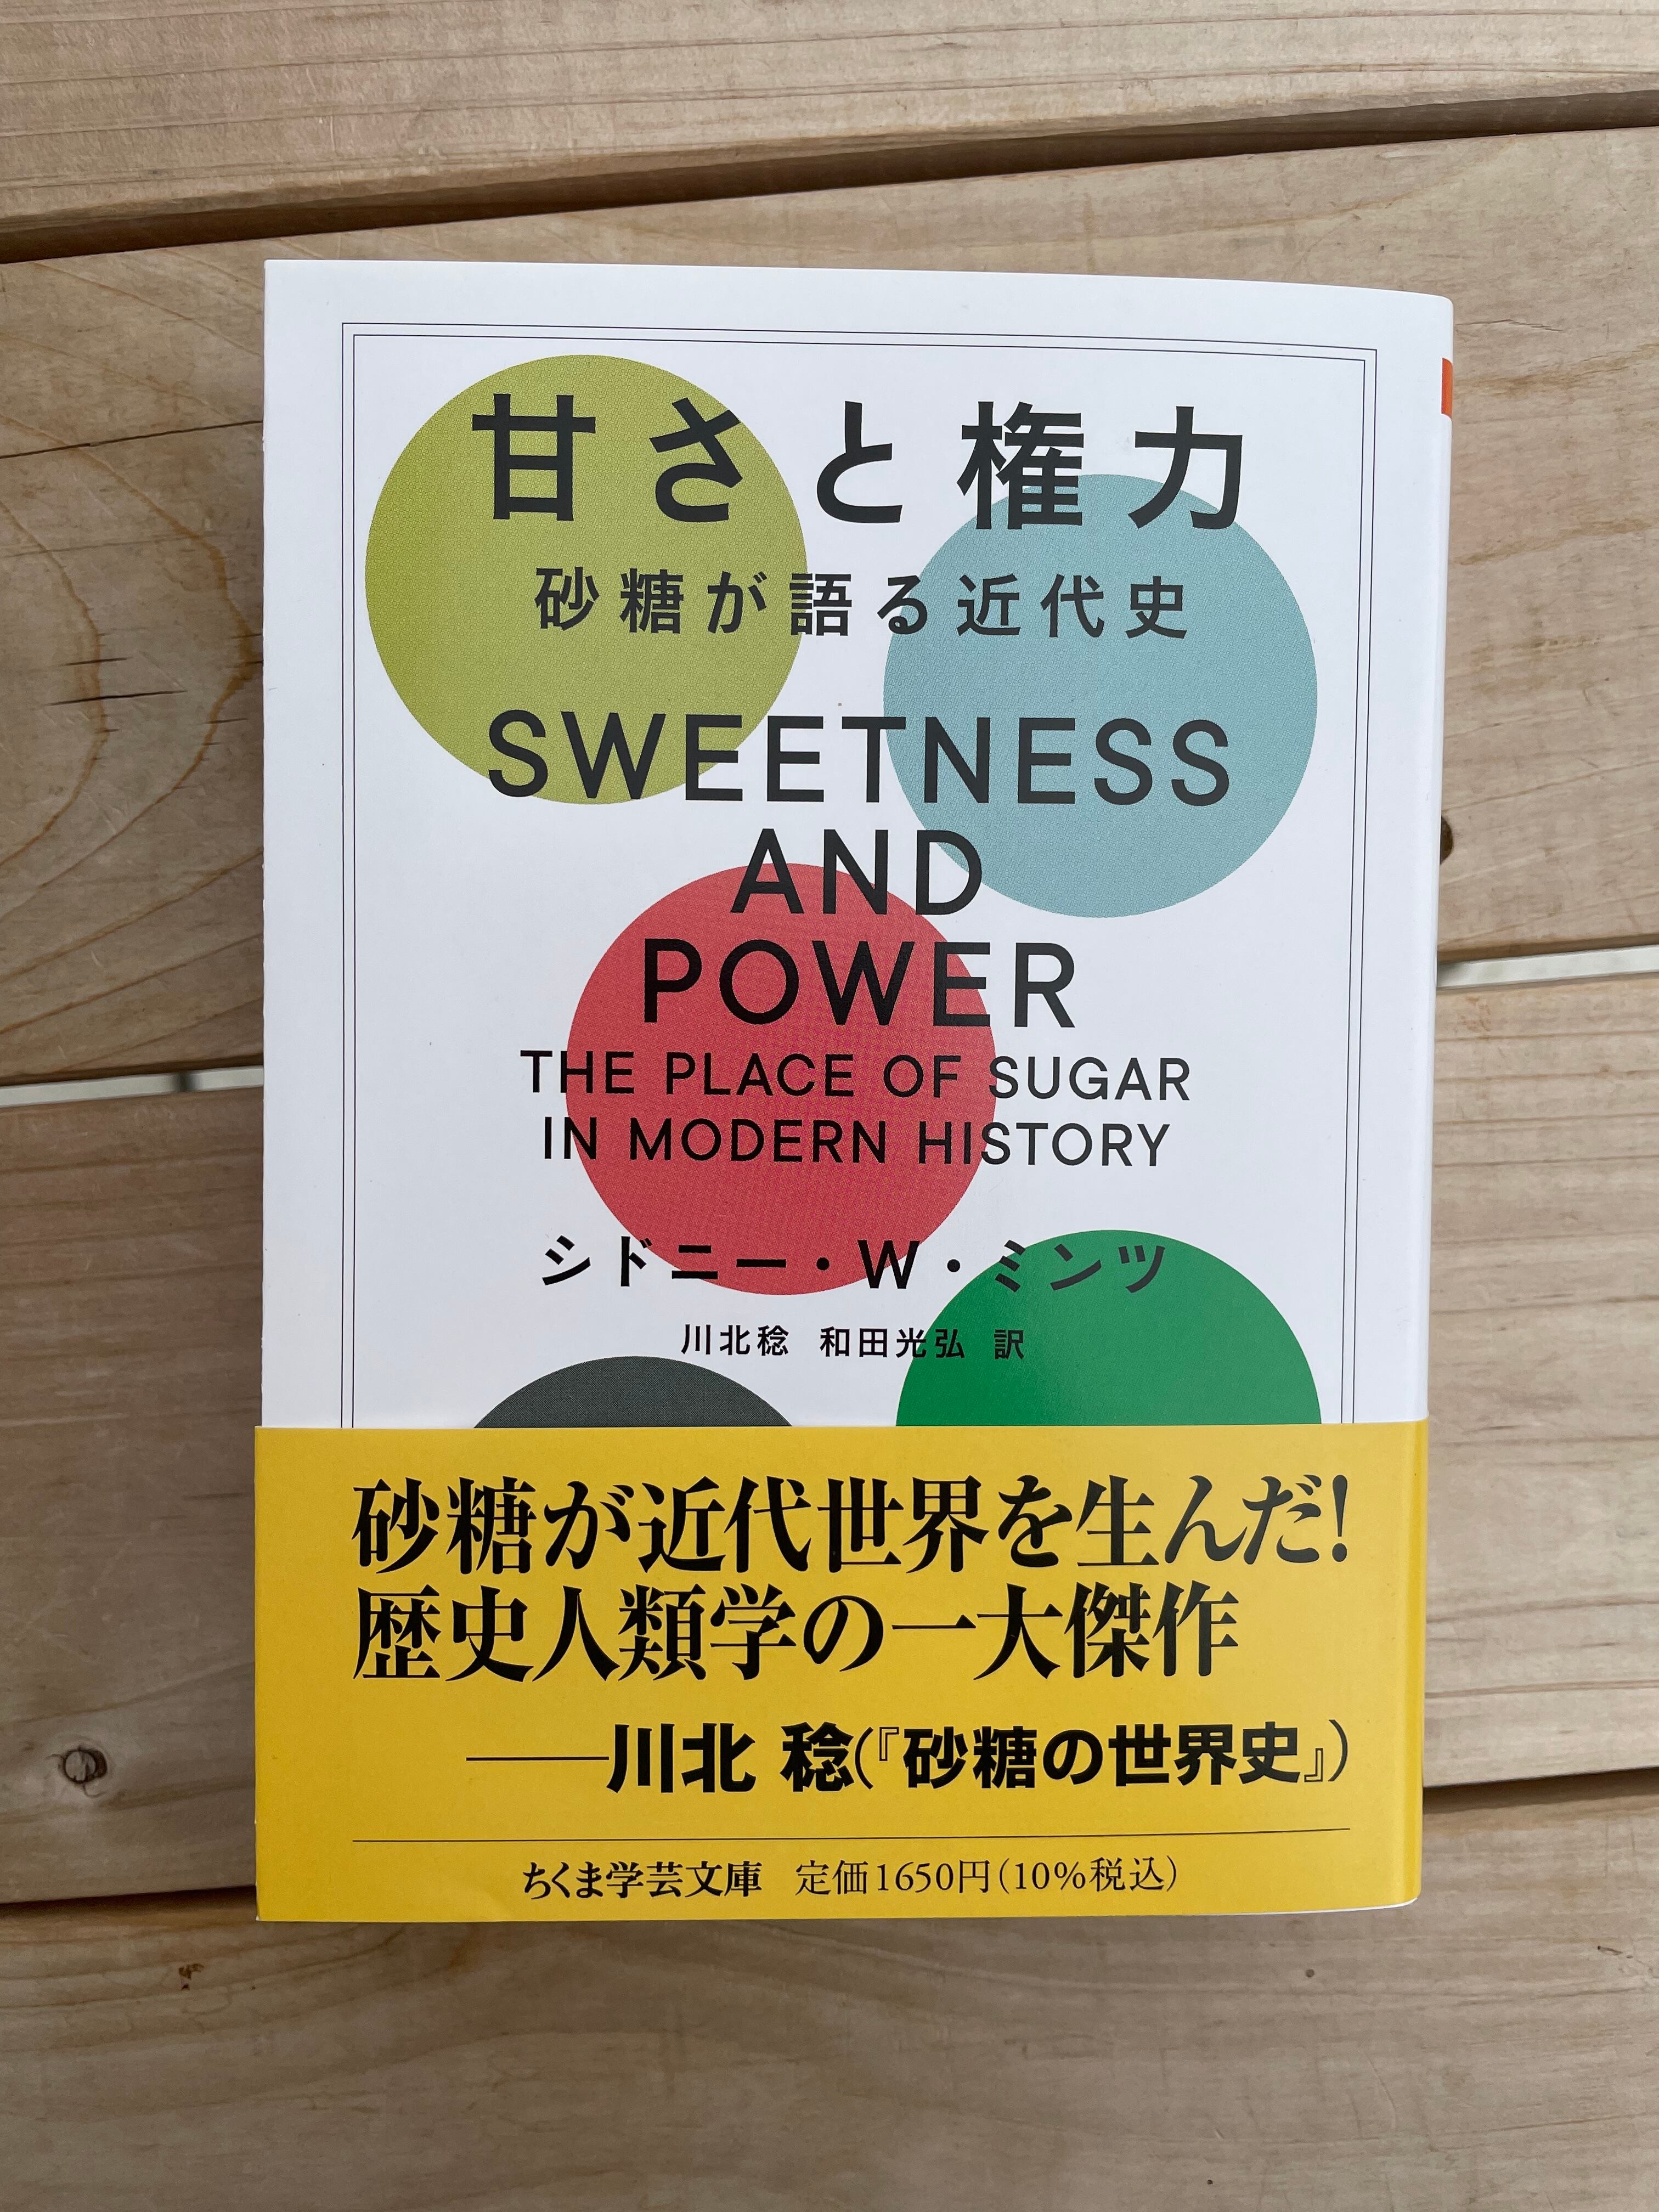 甘さと権力
砂糖が語る近代史
SWEETNESS
AND
POWER
THE PLACE OF SUGAR
IN MODERN HISTORY
シドニー・W・ミンツ
川北稔 和田光弘 訳
砂糖が近代世界を生んだ!
歴史人類学の一大傑作
――川北 稔(『砂糖の世界史』)
ちくま学芸文庫 定価1650円(10%税込)